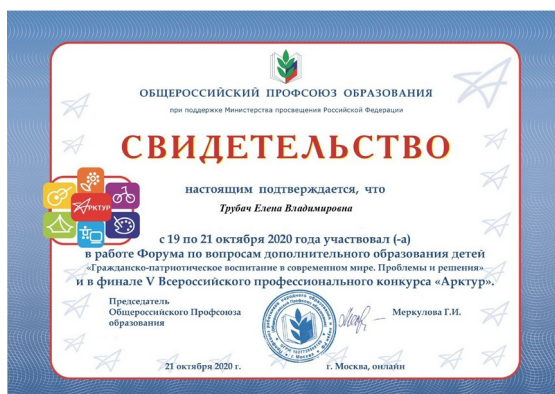 ОБЩЕРОССИЙСКИЙ ПРОФСОЮЗ ОБРАЗОВАНИЯ
при поддержке Министерства просвещения Российской Федерации
СВИДЕТЕЛЬСТВО
настоящим подтверждается, что
Трубач Елена Владимировна
АРКТУР
с 19 по 21 октября 2020 года участвовал (-а)
в работе Форума по вопросам дополнительного образования детей
«Гражданско-патриотическое воспитание в современном мире. Проблемы и решения»
и в финале V Всероссийского профессионального конкурса «Арктур».
Председатель
Общероссийского Профсоюза
образования
Меркулова Г.И.
21 октября 2020 г.
г. Москва, онлайн